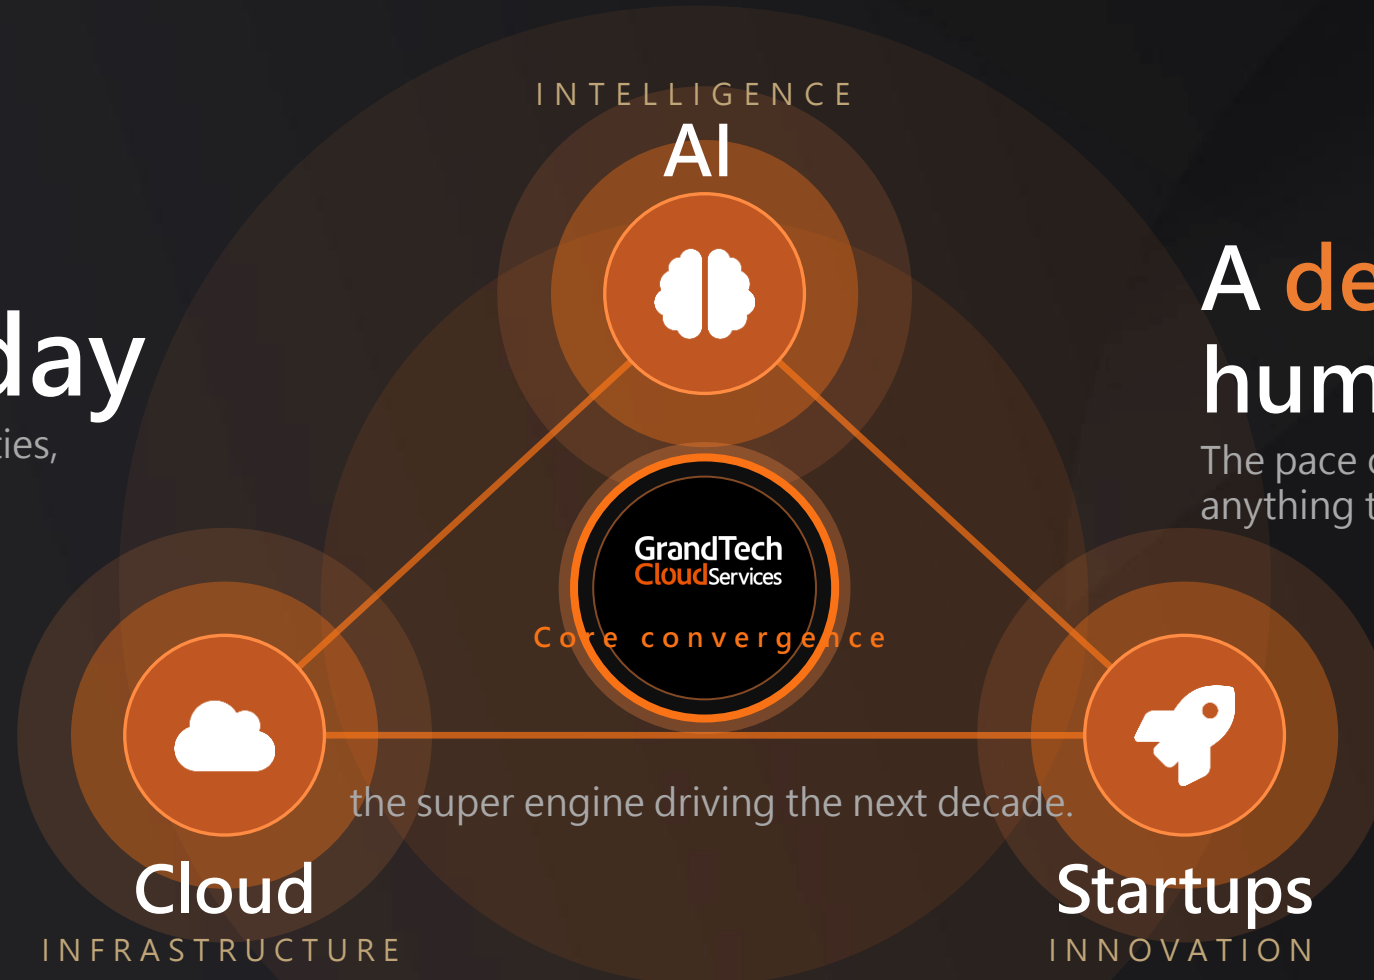 INTELLIGENCE
AI
day
ties,
A de
hum
The pace
anything t
GrandTech
CloudServices
Core convergence
the super engine driving the next decade.
Cloud
INFRASTRUCTURE
Startups
INNOVATION